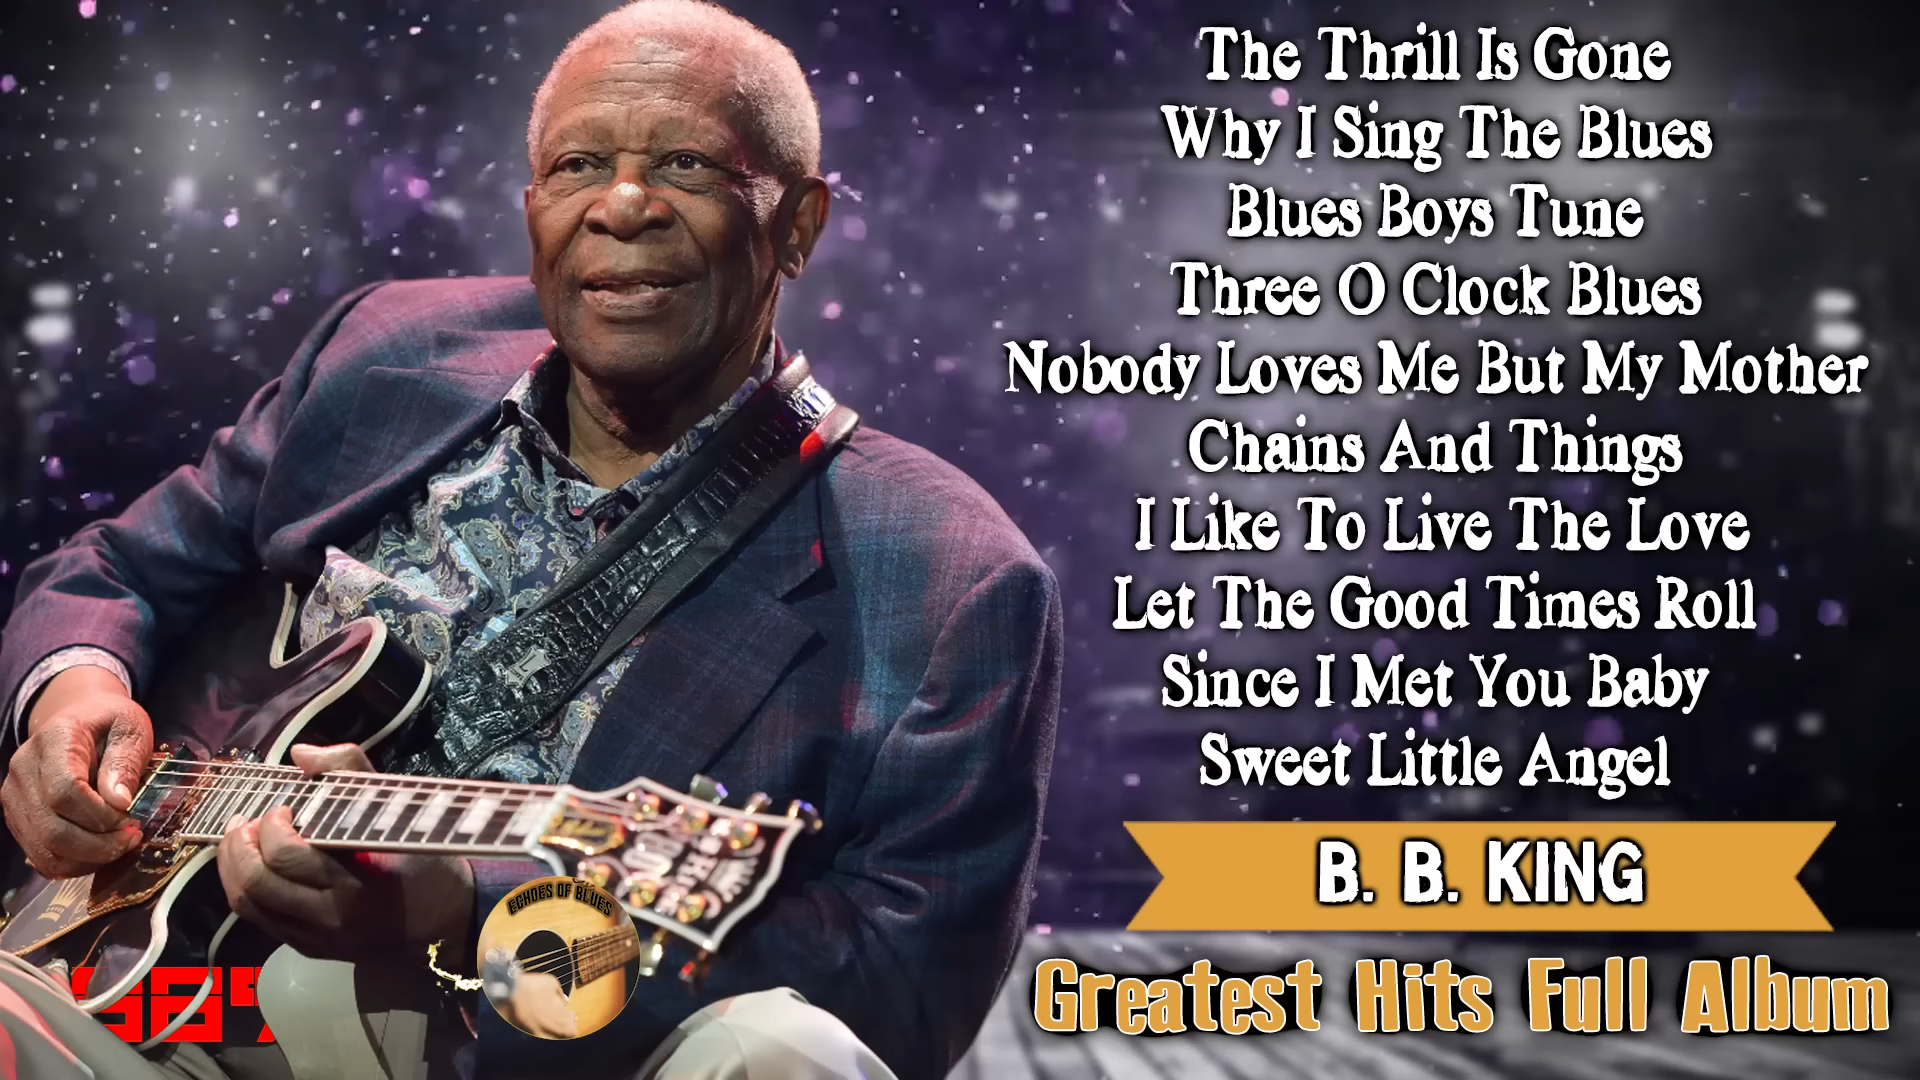 The Thrill Is Gone
Why I Sing The Blues
Blues Boys Tune
Three O Clock Blues
Nobody Loves Me But My Mother
Chains And Things
I Like To Live The Love
Let The Good Times Roll
Since I Met You Baby
Sweet Little Angel
B. B. KING
Greatest Hits Full Album
ECHOES OF BLUES